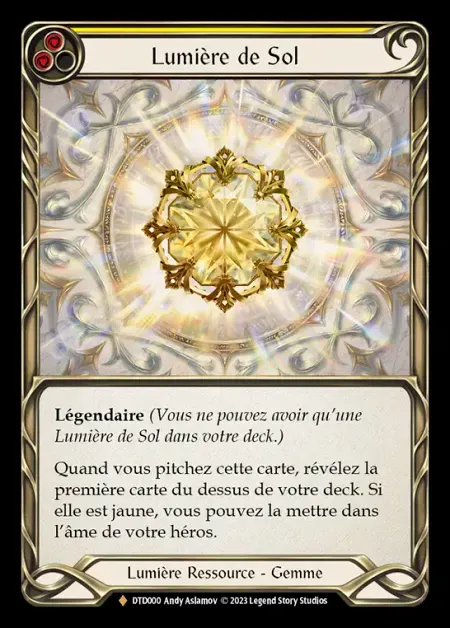 Lumière de Sol
Légendaire (Vous ne pouvez avoir qu'une
Lumière de Sol dans votre deck.)
Quand vous pitchez cette carte, révélez la
première carte du dessus de votre deck. Si
elle est jaune, vous pouvez la mettre dans
l'âme de votre héros.
Lumière Ressource - Gemme
DTD000 Andy Aslamov © 2023 Legend Story Studios